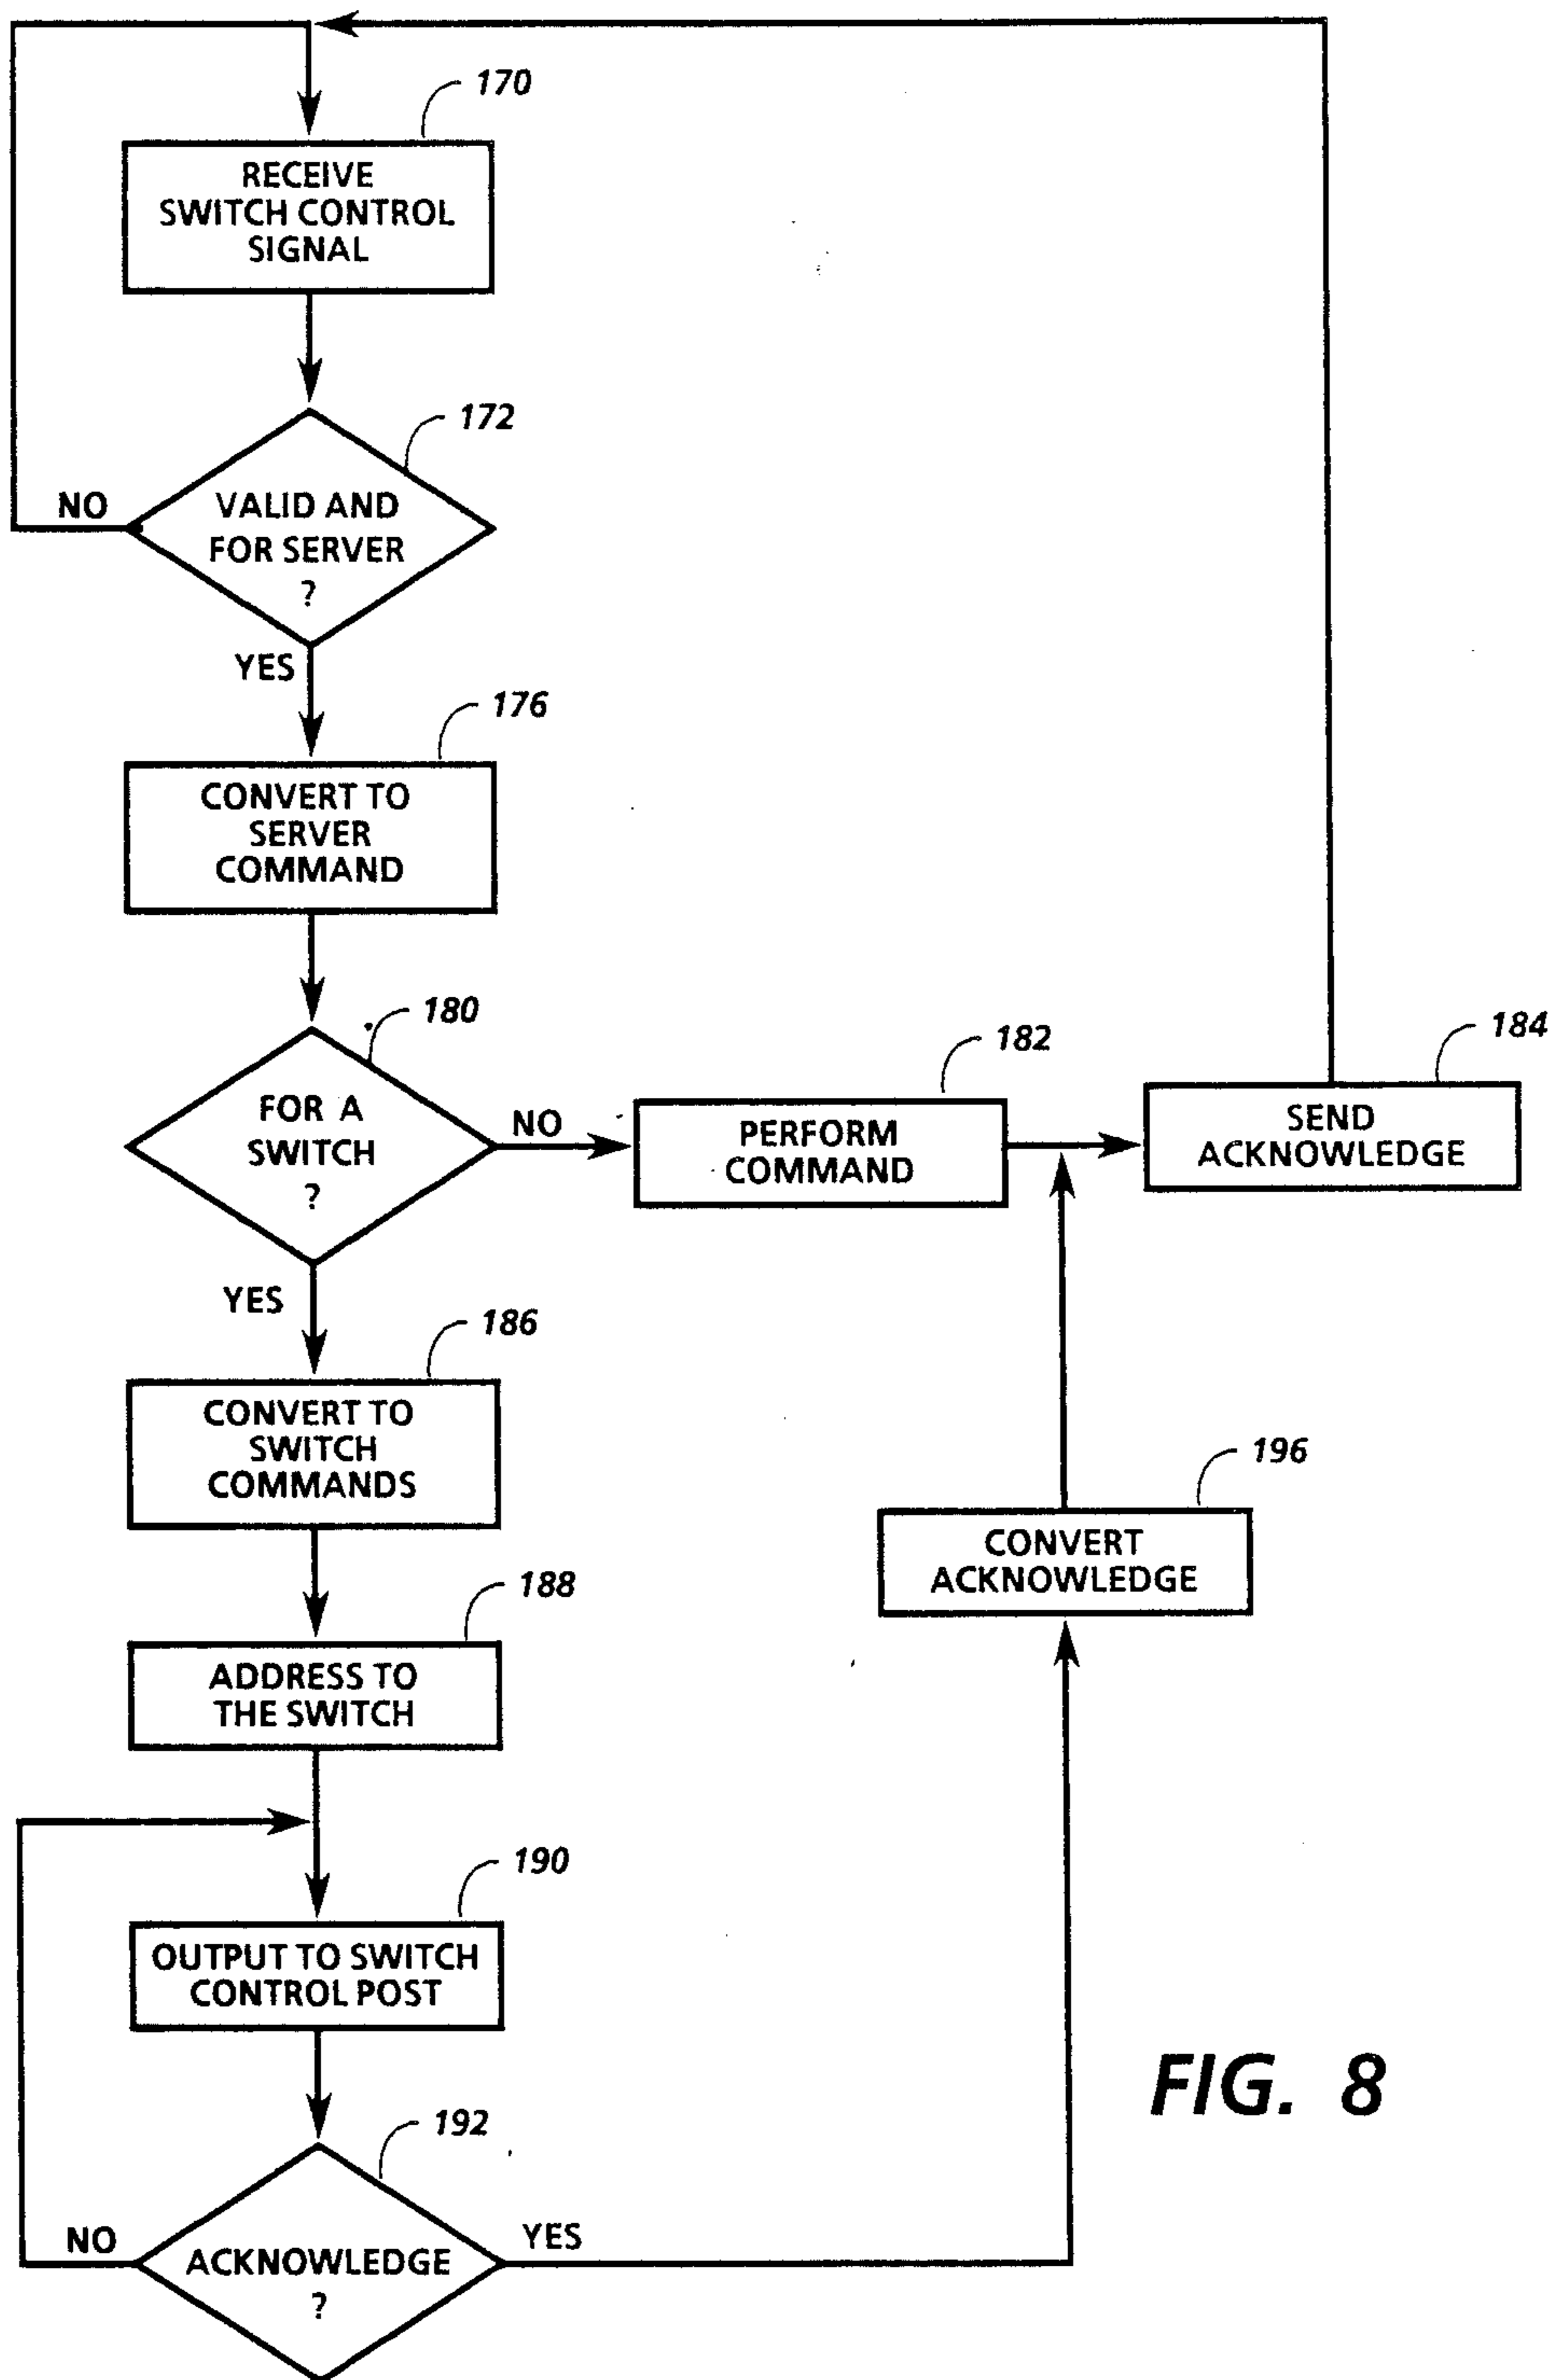 170
RECEIVE
SWITCH CONTROL
SIGNAL
172
NO
VALID AND
FOR SERVER
?
YES
176
CONVERT TO
SERVER
COMMAND
180
FOR A
SWITCH
?
NO
182
PERFORM
COMMAND
184
SEND
ACKNOWLEDGE
YES
186
CONVERT TO
SWITCH
COMMANDS
196
CONVERT
ACKNOWLEDGE
188
ADDRESS TO
THE SWITCH
190
OUTPUT TO SWITCH
CONTROL POST
192
NO
ACKNOWLEDGE
?
YES
FIG. 8